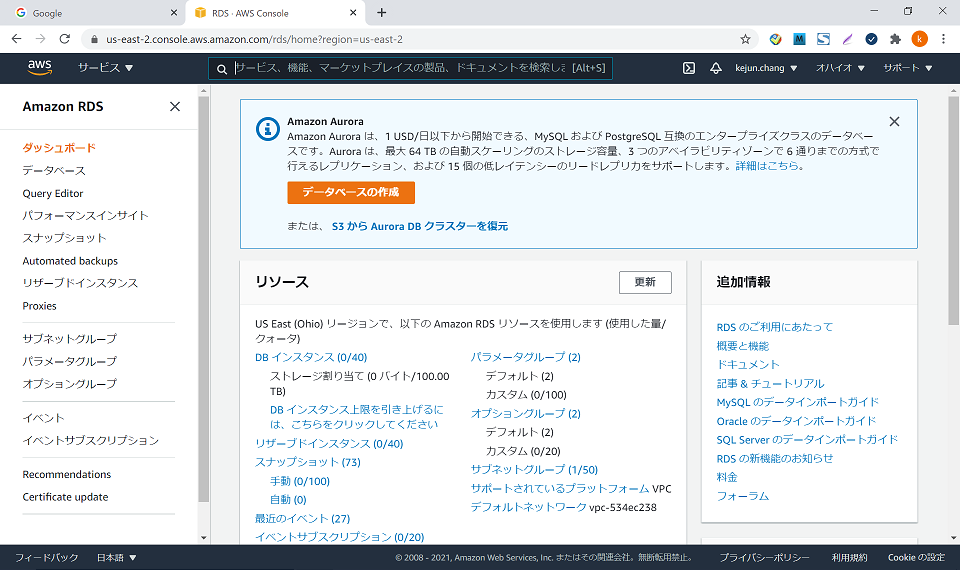 Google
RDS · AWS Console
us-east-2.console.aws.amazon.com/rds/home?region=us-east-2
k
aws
サービス
サービス、機能、マーケットプレイスの製品、ドキュメントを検索しま
[Alt+S]
kejun.chang
オハイオ
サポート
Amazon RDS
ダッシュボード
データベース
Query Editor
パフォーマンスインサイト
スナップショット
Automated backups
リザーブドインスタンス
Proxies
サブネットグループ
パラメータグループ
オプショングループ
イベント
イベントサブスクリプション
Recommendations
Certificate update
Amazon Aurora
Amazon Aurora は、1 USD/日以下から開始できる、MySQL および PostgreSQL 互換のエンタープライズクラスのデータベー
スです。Aurora は、最大 64 TB の自動スケーリングのストレージ容量、3 つのアベイラビリティゾーンで 6 通りまでの方式で
行えるレプリケーション、および 15 個の低レイテンシーのリードレプリカをサポートします。詳細はこちら。
データベースの作成
または、 S3 から Aurora DB クラスターを復元
リソース
更新
US East (Ohio) リージョンで、以下の Amazon RDS リソースを使用します (使用した量/
クォータ)
DB インスタンス (0/40)
ストレージ割り当て (0 バイト/100.00
TB)
DB インスタンス上限を引き上げるに
は、こちらをクリックしてください
リザーブドインスタンス (0/40)
スナップショット (73)
手動 (0/100)
自動 (0)
最近のイベント (27)
イベントサブスクリプション (0/20)
パラメータグループ (2)
デフォルト (2)
カスタム (0/100)
オプショングループ (2)
デフォルト (2)
カスタム (0/20)
サブネットグループ (1/50)
サポートされているプラットフォーム VPC
デフォルトネットワーク vpc-534ec238
追加情報
RDS のご利用にあたって
概要と機能
ドキュメント
記事 & チュートリアル
MySQL のデータインポートガイド
Oracle のデータインポートガイド
SQL Server のデータインポートガイド
RDS の新機能のお知らせ
料金
フォーラム
フィードバック
日本語
© 2008 - 2021, Amazon Web Services, Inc. またはその関連会社。無断転用禁止。
プライバシーポリシー
利用規約
Cookie の設定